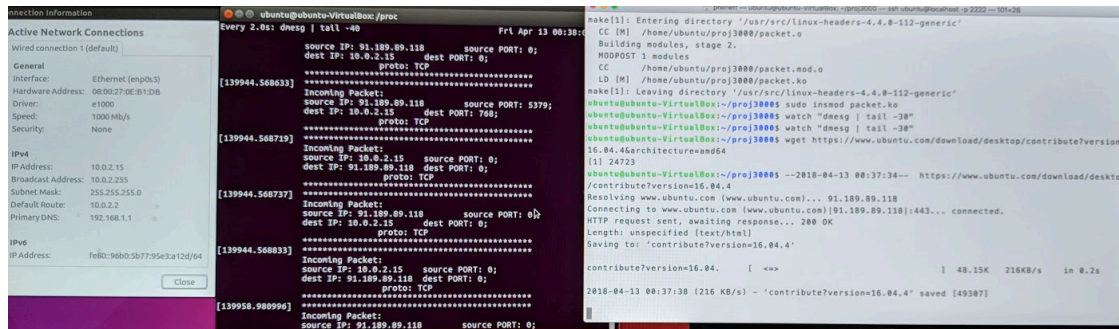 nnection Information
Active Network Connections
Wired connection 1 (default)
General
Interface: Ethernet (enp0s3)
Hardware Address: 08:00:27:0E:B1:DB
Driver: e1000
Speed: 1000 Mb/s
Security: None
IPv4
IP Address: 10.0.2.15
Broadcast Address: 10.0.2.255
Subnet Mask: 255.255.255.0
Default Route: 10.0.2.2
Primary DNS: 192.168.1.1
IPv6
IP Address: fe80::96b0:5b77:95e3:a12d/64
Close
ubuntu@ubuntu-VirtualBox: /proc
Every 2.0s: dmesg | tail -40 Fri Apr 13 00:38:
source IP: 91.189.89.118 source PORT: 0;
dest IP: 10.0.2.15 dest PORT: 0;
proto: TCP
**********************************************
[139944.568633] **********************************************
Incoming Packet:
source IP: 91.189.89.118 source PORT: 5379;
dest IP: 10.0.2.15 dest PORT: 768;
proto: TCP
**********************************************
[139944.568719] **********************************************
Incoming Packet:
source IP: 10.0.2.15 source PORT: 0;
dest IP: 91.189.89.118 dest PORT: 0;
proto: TCP
**********************************************
[139944.568737] **********************************************
Incoming Packet:
source IP: 91.189.89.118 source PORT: 0;
dest IP: 10.0.2.15 dest PORT: 0;
proto: TCP
**********************************************
[139944.568833] **********************************************
Incoming Packet:
source IP: 10.0.2.15 source PORT: 0;
dest IP: 91.189.89.118 dest PORT: 0;
proto: TCP
**********************************************
[139958.980996] **********************************************
Incoming Packet:
source IP: 91.189.89.118 source PORT: 0;
~/proj3000 — ssh ubuntu@localhost -p 2222 — 101×26
make[1]: Entering directory '/usr/src/linux-headers-4.4.0-112-generic'
CC [M] /home/ubuntu/proj3000/packet.o
Building modules, stage 2.
MODPOST 1 modules
CC /home/ubuntu/proj3000/packet.mod.o
LD [M] /home/ubuntu/proj3000/packet.ko
make[1]: Leaving directory '/usr/src/linux-headers-4.4.0-112-generic'
ubuntu@ubuntu-VirtualBox:~/proj3000$ sudo insmod packet.ko
ubuntu@ubuntu-VirtualBox:~/proj3000$ watch "dmesg | tail -30"
ubuntu@ubuntu-VirtualBox:~/proj3000$ watch "dmesg | tail -30"
ubuntu@ubuntu-VirtualBox:~/proj3000$ wget https://www.ubuntu.com/download/desktop/contribute?version
16.04.4&architecture=amd64
[1] 24723
ubuntu@ubuntu-VirtualBox:~/proj3000$ --2018-04-13 00:37:34-- https://www.ubuntu.com/download/deskto
/contribute?version=16.04.4
Resolving www.ubuntu.com (www.ubuntu.com)... 91.189.89.118
Connecting to www.ubuntu.com (www.ubuntu.com)|91.189.89.118|:443... connected.
HTTP request sent, awaiting response... 200 OK
Length: unspecified [text/html]
Saving to: 'contribute?version=16.04.4'
contribute?version=16.04. [ <=> ] 48.15K 216KB/s in 0.2s
2018-04-13 00:37:38 (216 KB/s) - 'contribute?version=16.04.4' saved [49307]